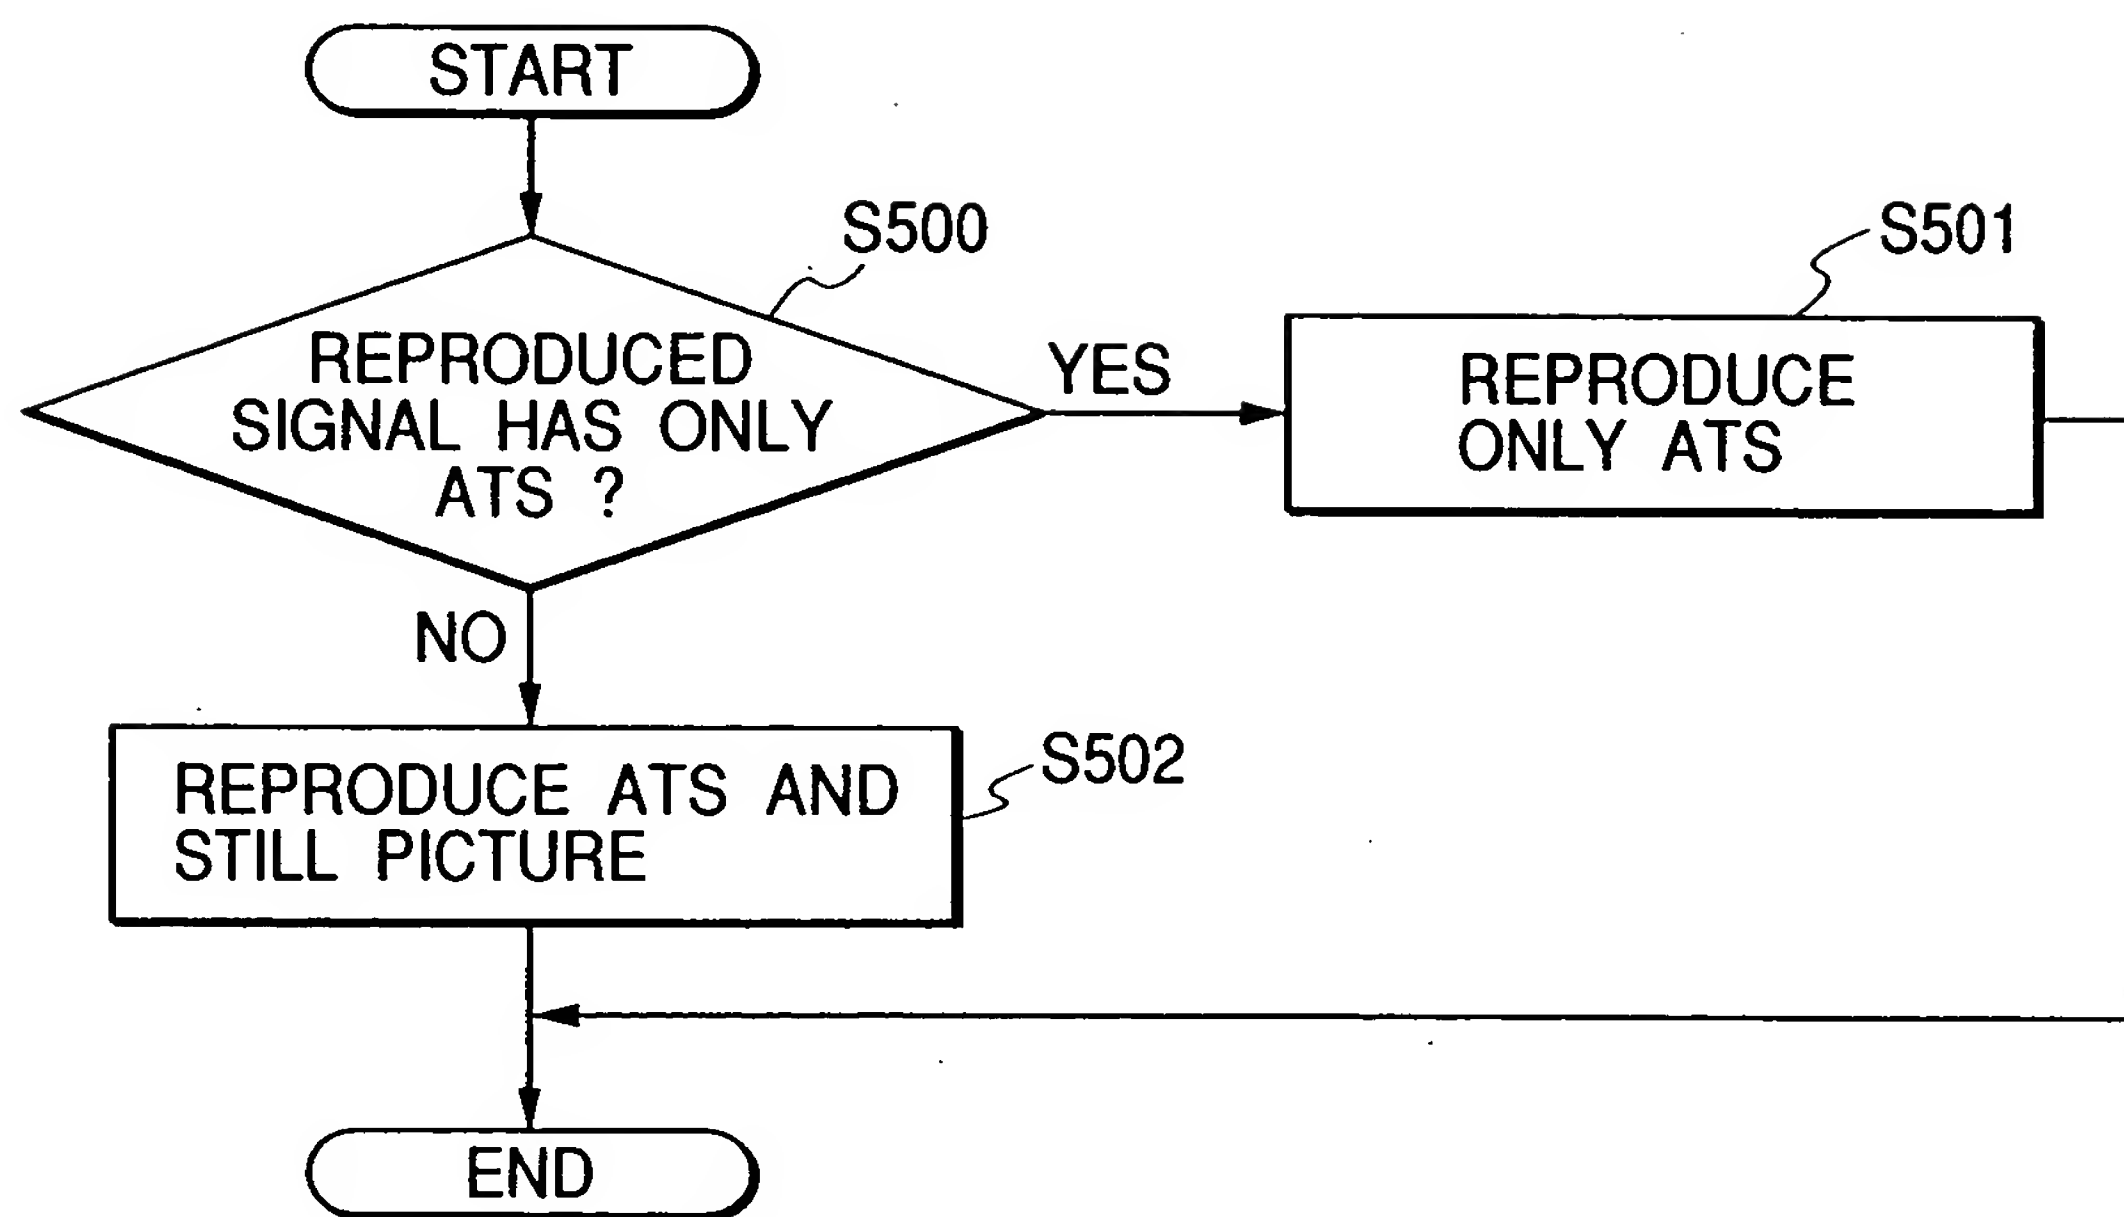 START
S500
S501
REPRODUCED
SIGNAL HAS ONLY
ATS ?
YES
REPRODUCE
ONLY ATS
NO
S502
REPRODUCE ATS AND
STILL PICTURE
END